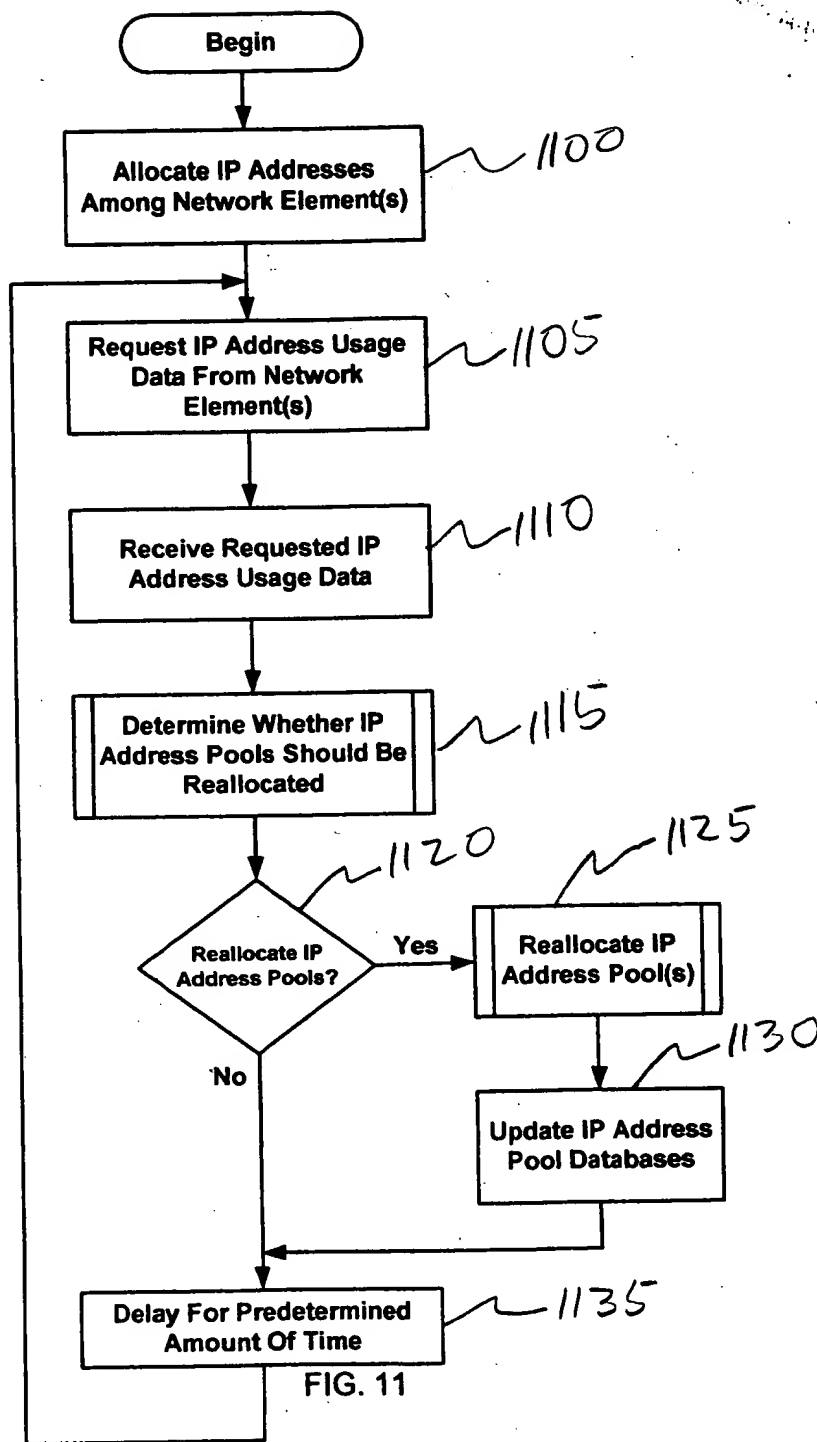 Begin
Allocate IP Addresses
Among Network Element(s)
1100
Request IP Address Usage
Data From Network
Element(s)
1105
Receive Requested IP
Address Usage Data
1110
Determine Whether IP
Address Pools Should Be
Reallocated
1115
1120
Reallocate IP
Address Pools?
Yes
No
1125
Reallocate IP
Address Pool(s)
1130
Update IP Address
Pool Databases
Delay For Predetermined
Amount Of Time
1135
FIG. 11